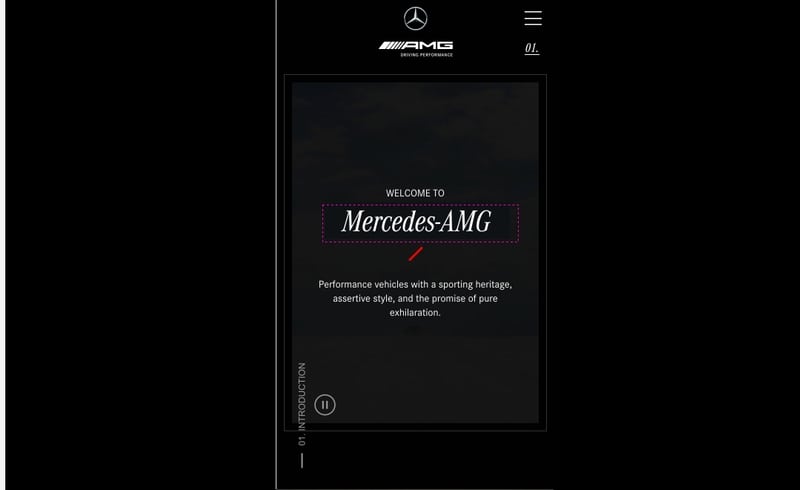 AMG
DRIVING PERFORMANCE
01.
WELCOME TO
Mercedes-AMG
Performance vehicles with a sporting heritage,
assertive style, and the promise of pure
exhilaration.
01. INTRODUCTION